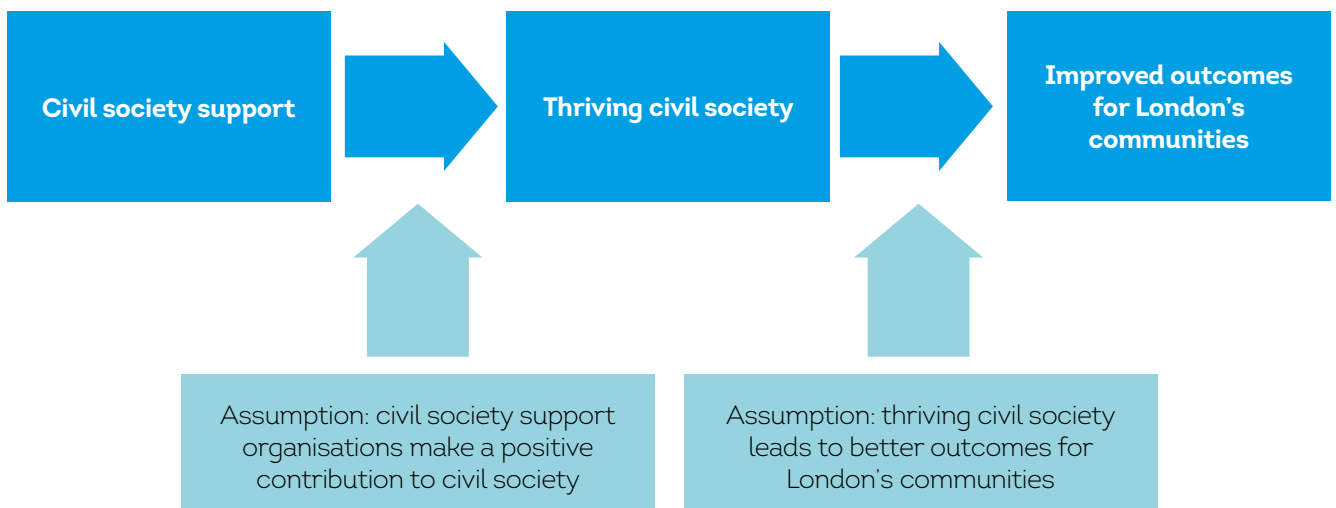 Civil society support
Thriving civil society
Improved outcomes
for London's
communities
Assumption: civil society support
organisations make a positive
contribution to civil society
Assumption: thriving civil society
leads to better outcomes for
London's communities